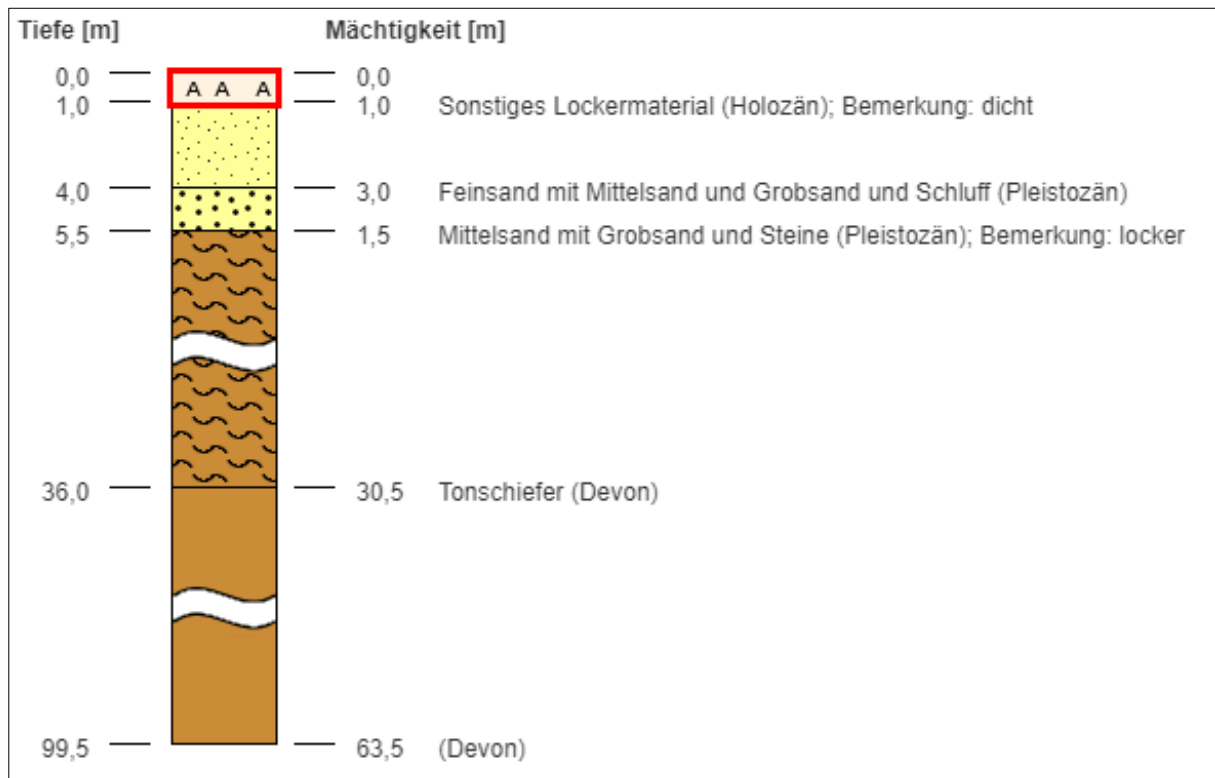 Tiefe [m] Mächtigkeit [m]
0,0 0,0
A A A
1,0 1,0 Sonstiges Lockermaterial (Holozän); Bemerkung: dicht
4,0 3,0 Feinsand mit Mittelsand und Grobsand und Schluff (Pleistozän)
5,5 1,5 Mittelsand mit Grobsand und Steine (Pleistozän); Bemerkung: locker
36,0 30,5 Tonschiefer (Devon)
99,5 63,5 (Devon)